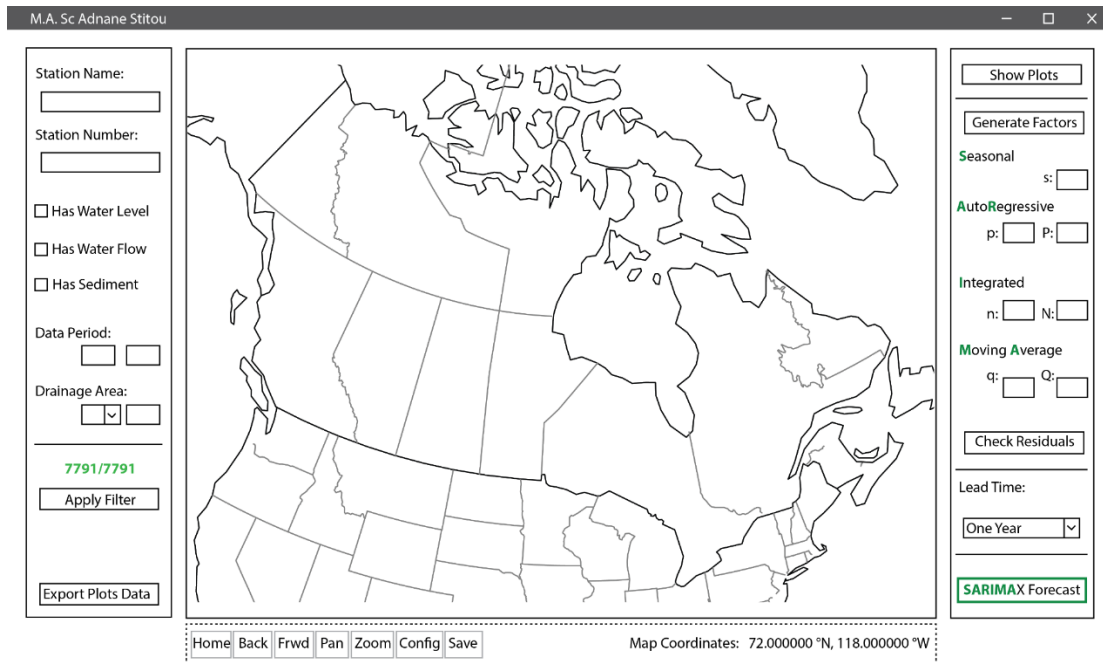 M.A. Sc Adnane Stitou
Station Name:
Station Number:
Has Water Level
Has Water Flow
Has Sediment
Data Period:
Drainage Area:
7791/7791
Apply Filter
Export Plots Data
Home Back Frwd Pan Zoom Config Save
Map Coordinates: 72.000000 °N, 118.000000 °W
Show Plots
Generate Factors
Seasonal
s:
AutoRegressive
p: P:
Integrated
n: N:
Moving Average
q: Q:
Check Residuals
Lead Time:
One Year
SARIMAX Forecast